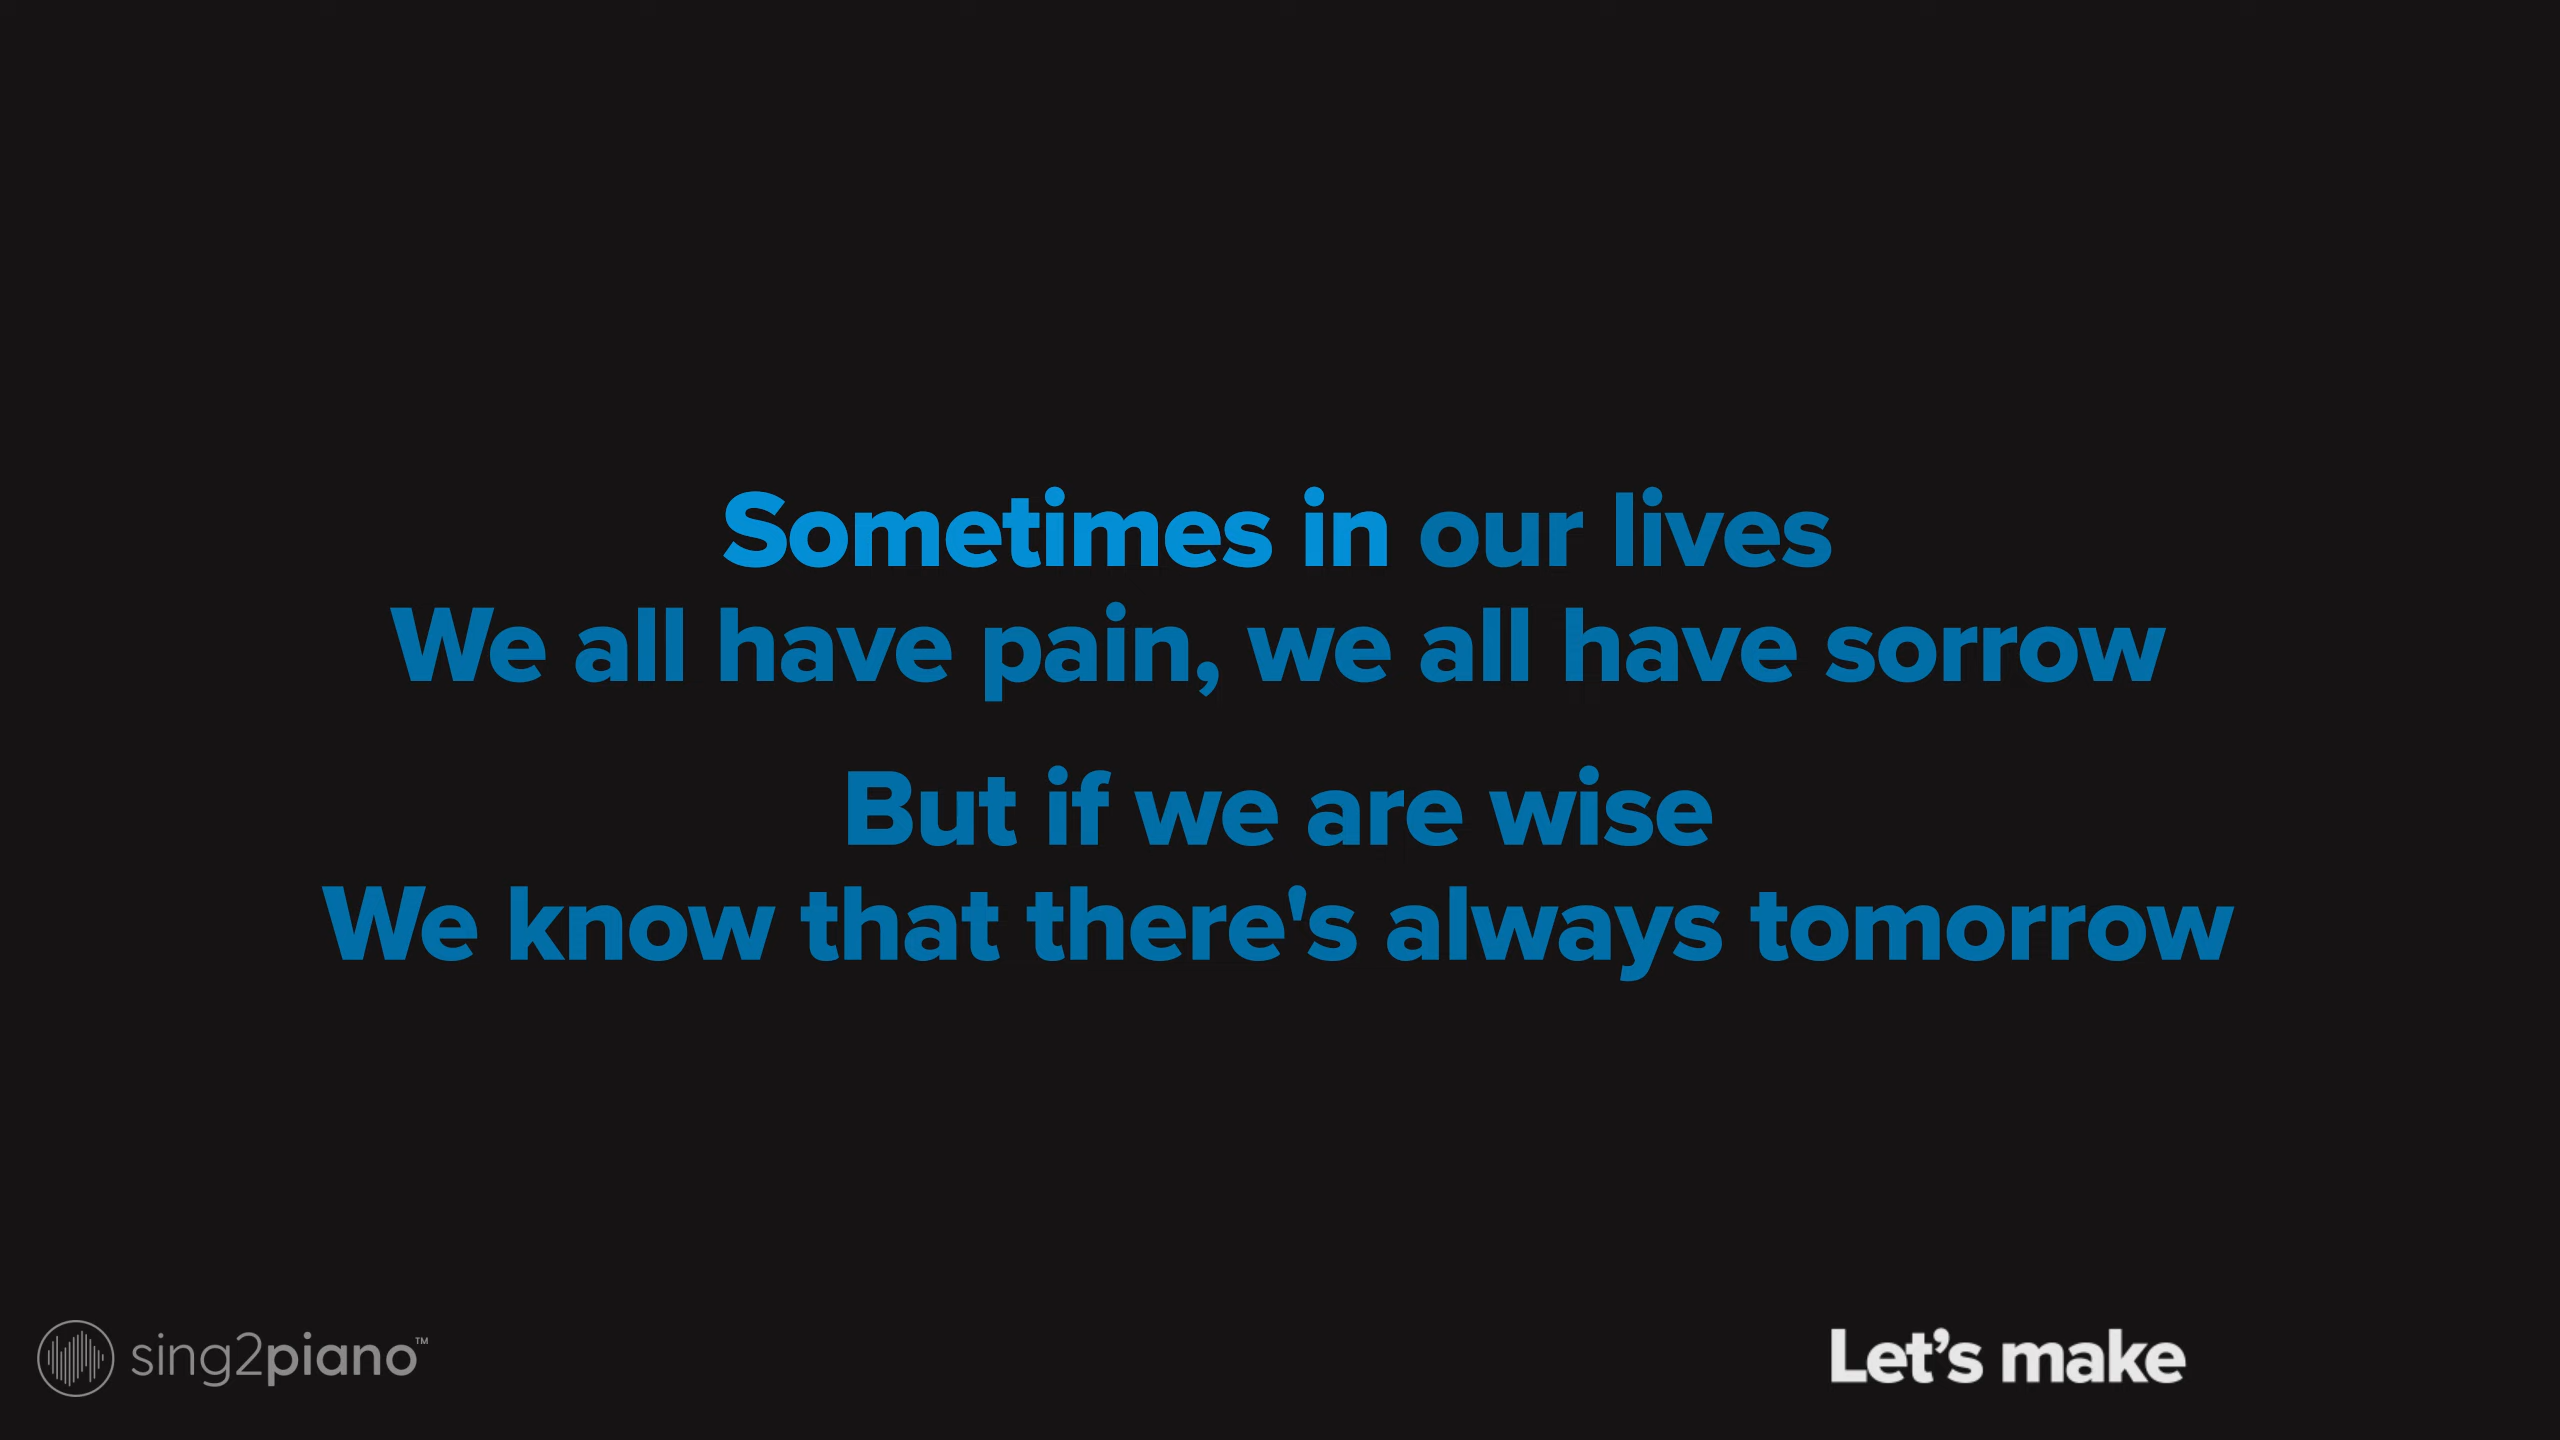 Sometimes in our lives
We all have pain, we all have sorrow
But if we are wise
We know that there's always tomorrow
sing2piano™
Let’s make